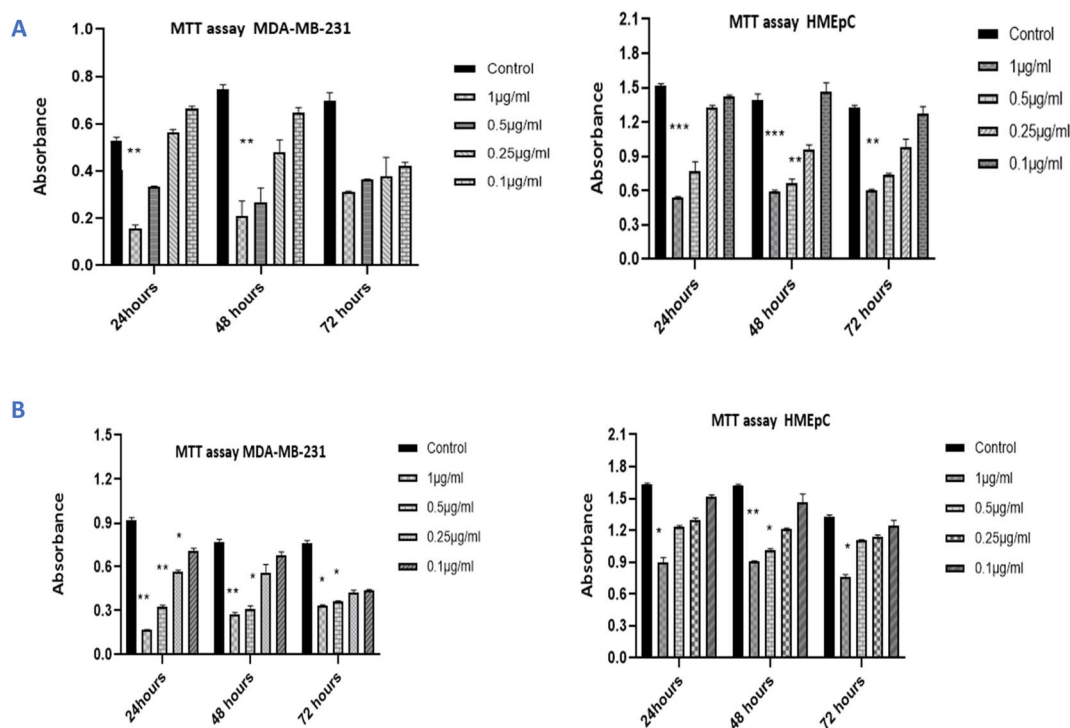 A
MTT assay MDA-MB-231
Absorbance
1.0
0.8
0.6
0.4
0.2
0.0
**
**
24hours
48 hours
72 hours
Control
1µg/ml
0.5µg/ml
0.25µg/ml
0.1µg/ml
MTT assay HMEpC
Absorbance
2.1
1.8
1.5
1.2
0.9
0.6
0.3
0.0
***
***
**
**
24hours
48 hours
72 hours
Control
1µg/ml
0.5µg/ml
0.25µg/ml
0.1µg/ml
B
MTT assay MDA-MB-231
Absorbance
1.5
1.2
0.9
0.6
0.3
0.0
**
**
*
**
*
*
*
24hours
48 hours
72 hours
Control
1µg/ml
0.5µg/ml
0.25µg/ml
0.1µg/ml
MTT assay HMEpC
Absorbance
2.1
1.8
1.5
1.2
0.9
0.6
0.3
0.0
*
**
*
*
24hours
48 hours
72 hours
Control
1µg/ml
0.5µg/ml
0.25µg/ml
0.1µg/ml